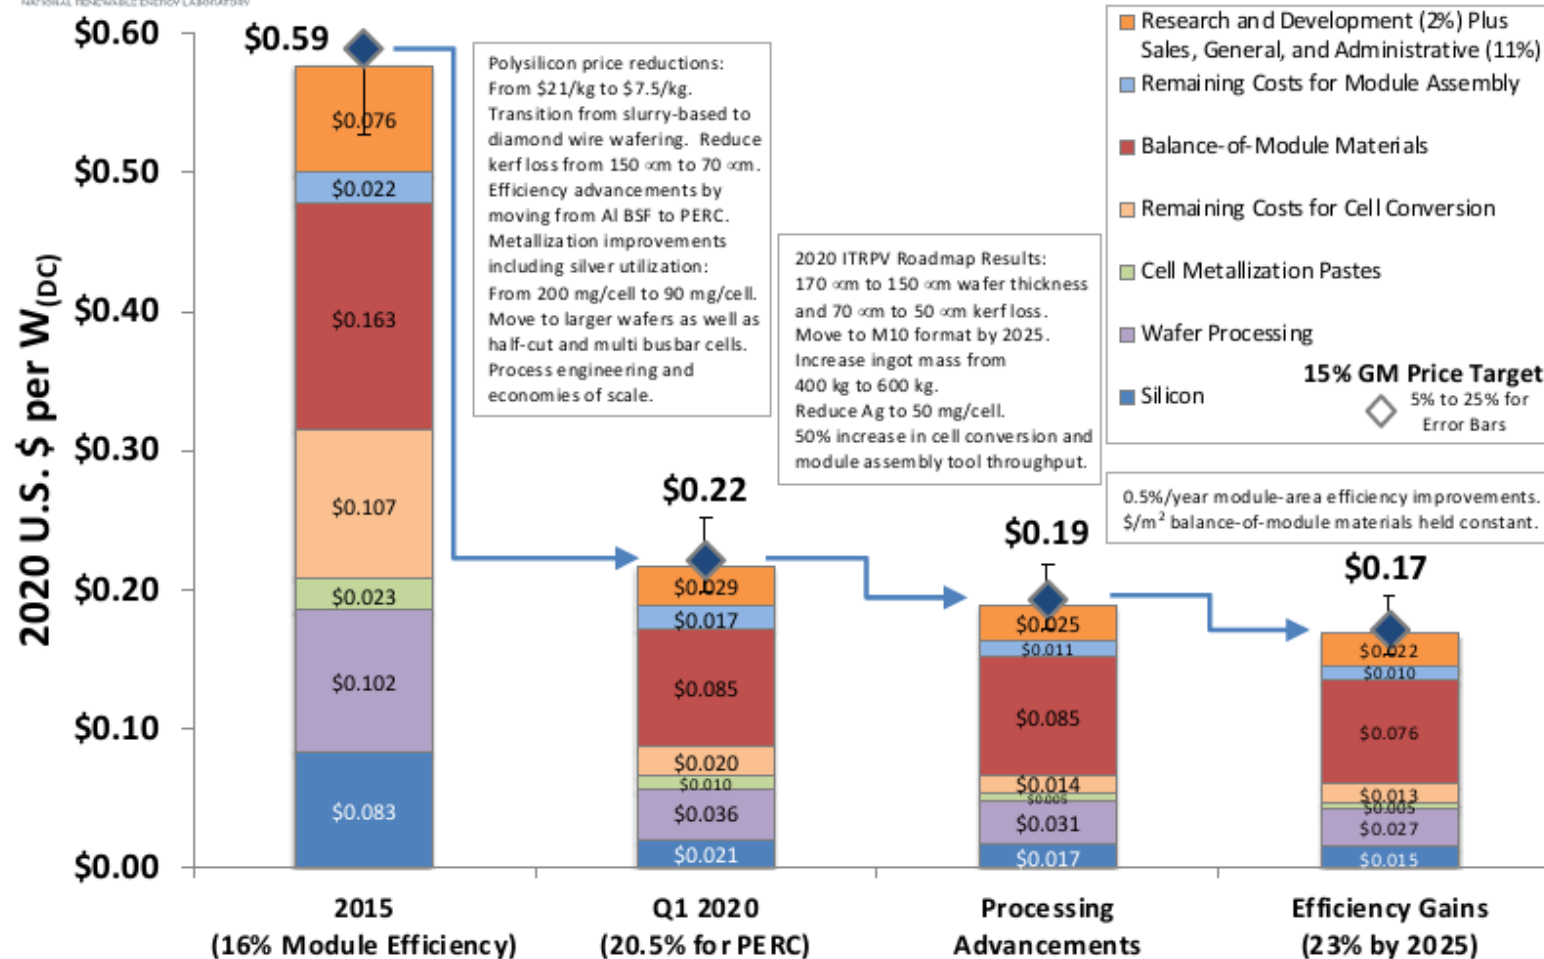 NATIONAL RENEWABLE ENERGY LABORATORY
2020 U.S. $ per W(DC)
$0.60
$0.50
$0.40
$0.30
$0.20
$0.10
$0.00
$0.59
$0.076
$0.022
$0.163
$0.107
$0.023
$0.102
$0.083
2015
(16% Module Efficiency)
Polysilicon price reductions:
From $21/kg to $7.5/kg.
Transition from slurry-based to
diamond wire wafering. Reduce
kerf loss from 150 ∝m to 70 ∝m.
Efficiency advancements by
moving from Al BSF to PERC.
Metallization improvements
including silver utilization:
From 200 mg/cell to 90 mg/cell.
Move to larger wafers as well as
half-cut and multi busbar cells.
Process engineering and
economies of scale.
$0.22
$0.029
$0.017
$0.085
$0.020
$0.010
$0.036
$0.021
Q1 2020
(20.5% for PERC)
2020 ITRPV Roadmap Results:
170 ∝m to 150 ∝m wafer thickness
and 70 ∝m to 50 ∝m kerf loss.
Move to M10 format by 2025.
Increase ingot mass from
400 kg to 600 kg.
Reduce Ag to 50 mg/cell.
50% increase in cell conversion and
module assembly tool throughput.
$0.19
$0.025
$0.011
$0.085
$0.014
$0.005
$0.031
$0.017
Processing
Advancements
Research and Development (2%) Plus
Sales, General, and Administrative (11%)
Remaining Costs for Module Assembly
Balance-of-Module Materials
Remaining Costs for Cell Conversion
Cell Metallization Pastes
Wafer Processing
Silicon
15% GM Price Target
5% to 25% for
Error Bars
0.5%/year module-area efficiency improvements.
$/m² balance-of-module materials held constant.
$0.17
$0.022
$0.010
$0.076
$0.013
$0.005
$0.027
$0.015
Efficiency Gains
(23% by 2025)